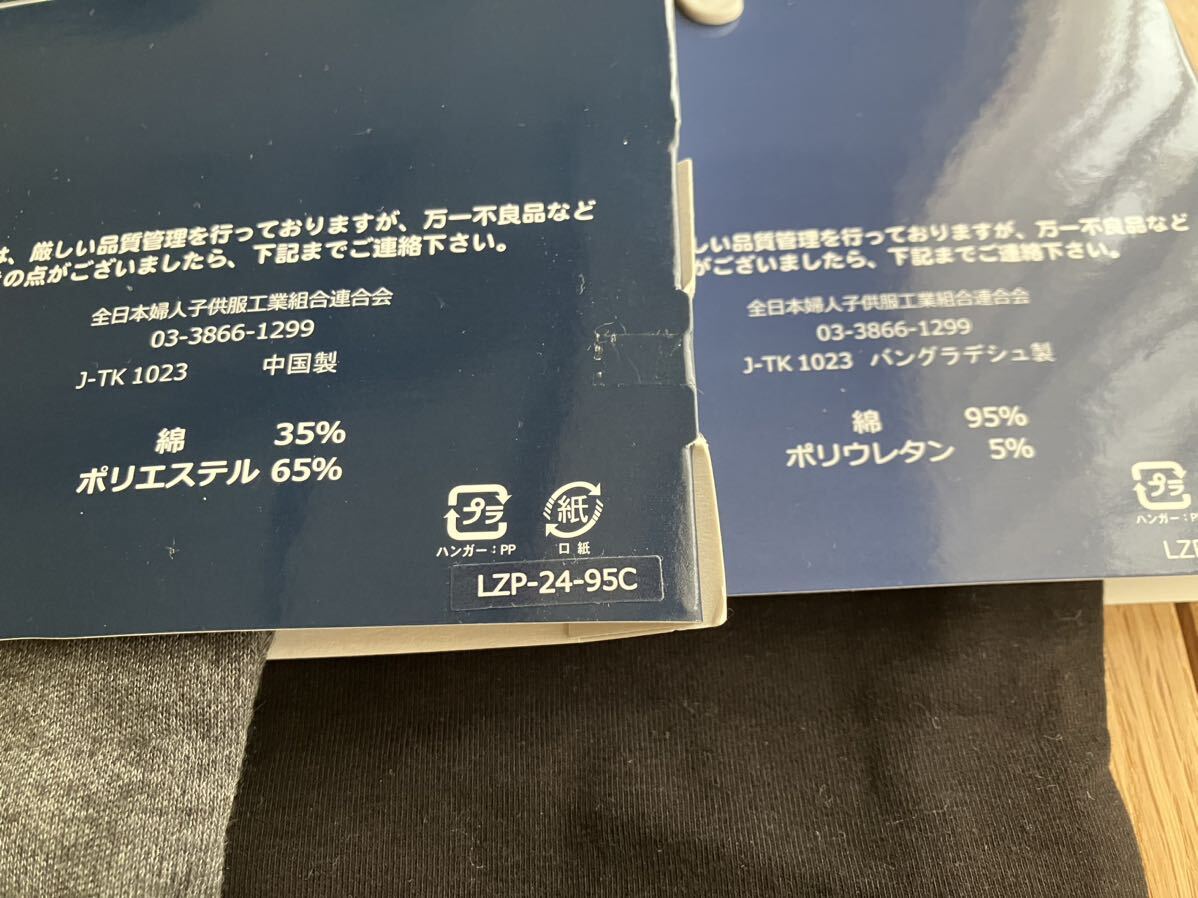 は、厳しい品質管理を行っておりますが、万一不良品など
の点がございましたら、下記までご連絡下さい。
全日本婦人子供服工業組合連合会
03-3866-1299
J-TK 1023 中国製
綿 35%
ポリエステル 65%
プラ 紙
ハンガー：PP 口紙
LZP-24-95C
しい品質管理を行っておりますが、万一不良品など
がございましたら、下記までご連絡下さい。
全日本婦人子供服工業組合連合会
03-3866-1299
J-TK 1023 バングラデシュ製
綿 95%
ポリウレタン 5%
プラ
ハンガー：P
LZ